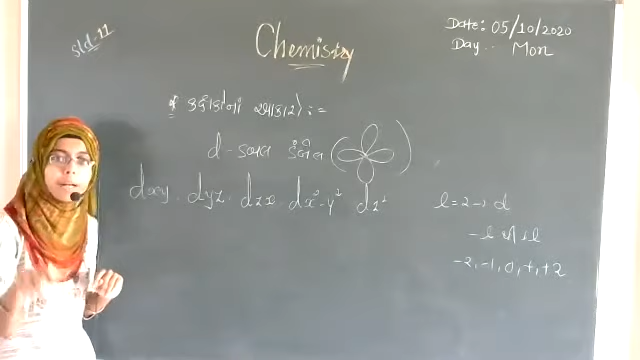 Std-11
Chemistry
Date: 05/10/2020
Day: Mon
કક્ષકોનાં આકારો :=
d-કક્ષક
dxy, dyz, dzx, dx²-y², dz²
l=2→d
-l થી +l
-2,-1,0,+1,+2